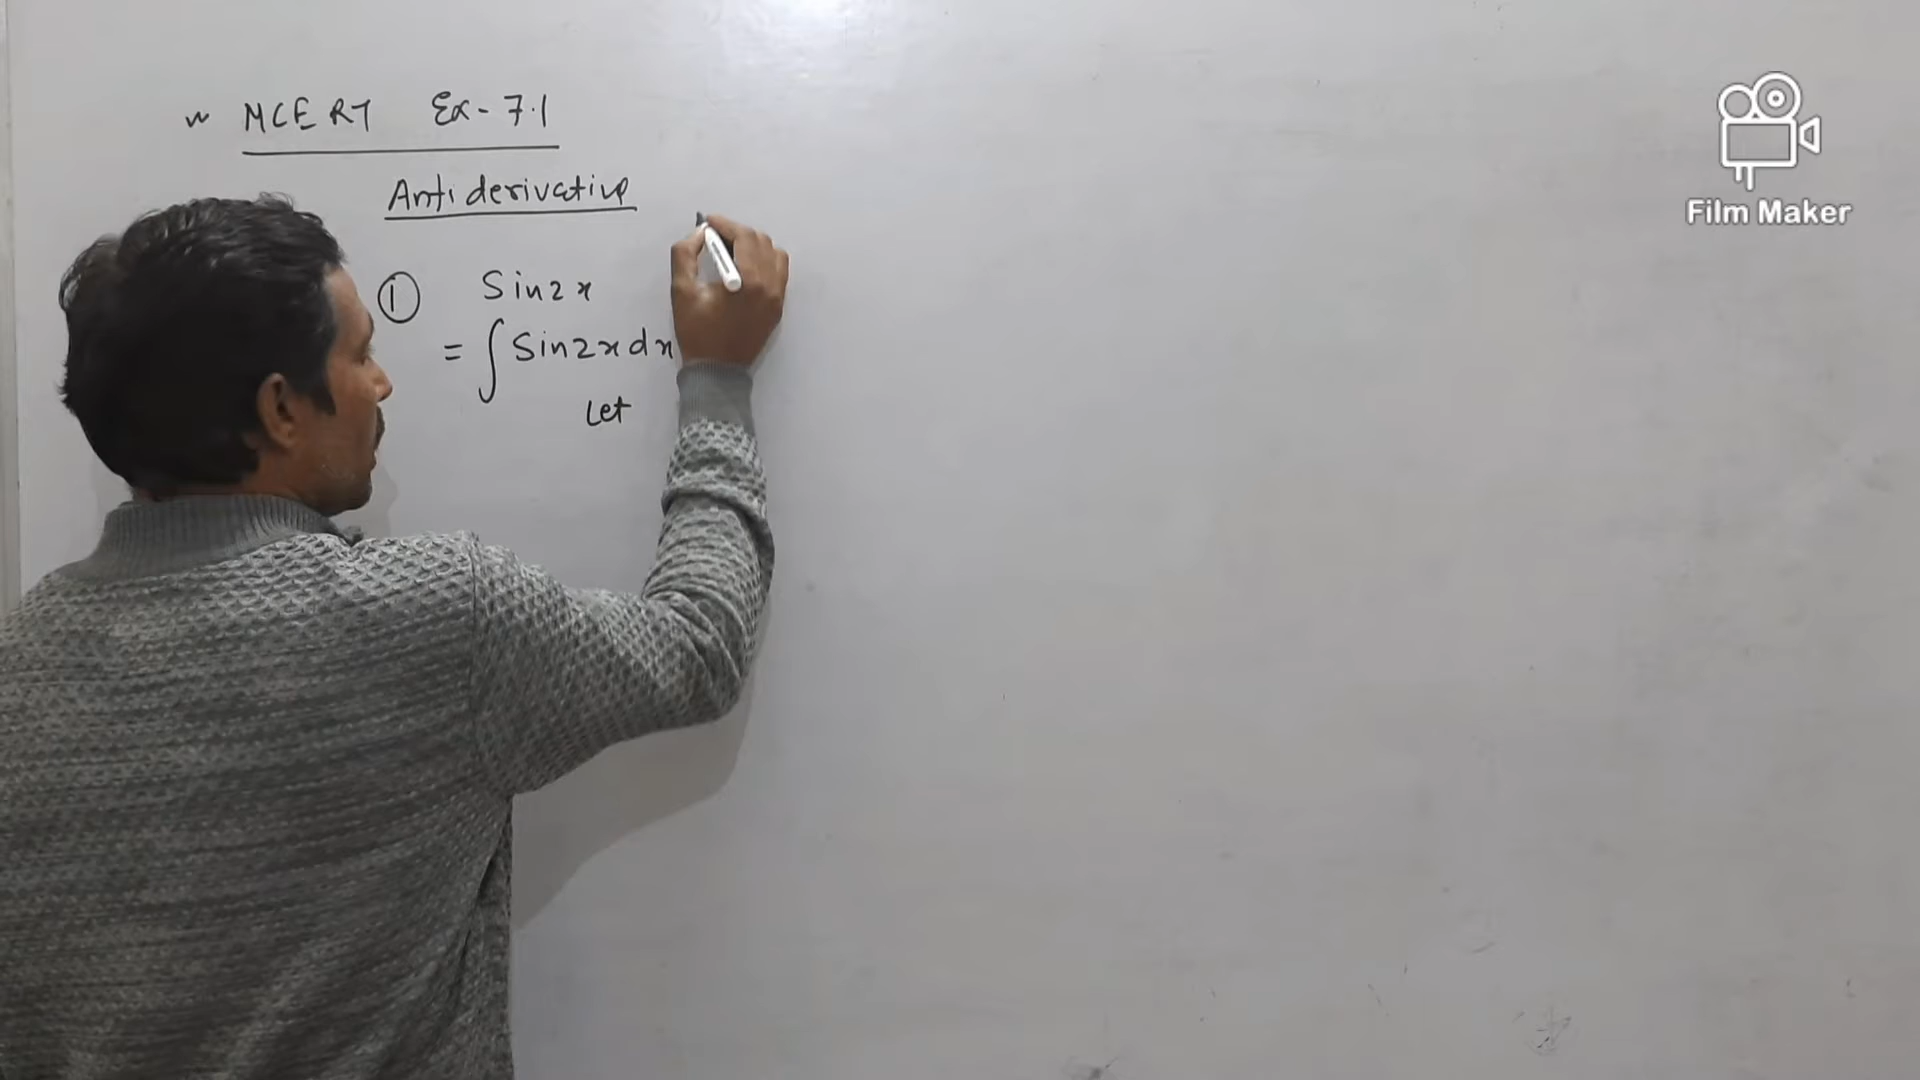 ~ NCERT Ex-7.1
Antiderivative
① Sin2x
= ∫ Sin2x dx
Let
Film Maker